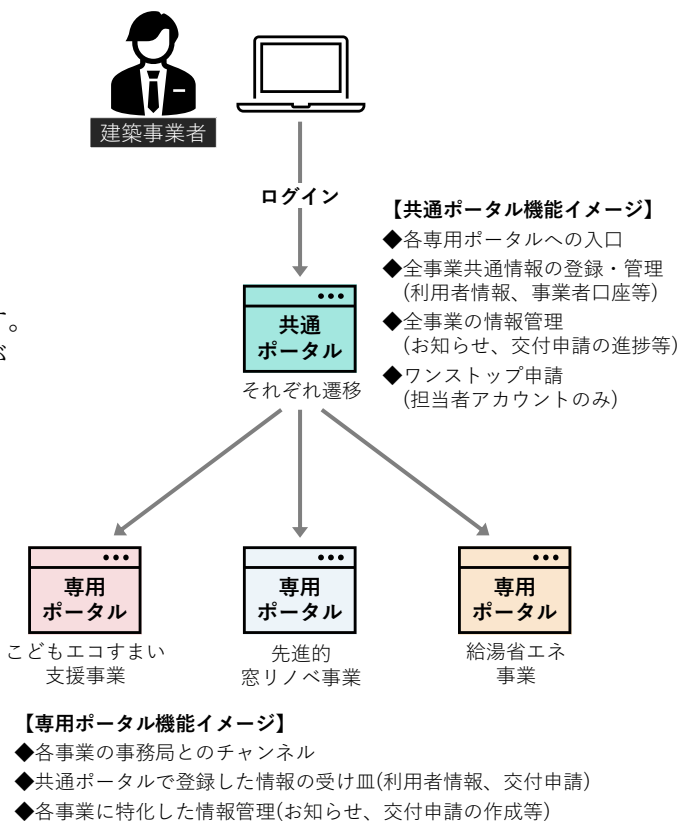 建築事業者
ログイン
【共通ポータル機能イメージ】
◆各専用ポータルへの入口
◆全事業共通情報の登録・管理
(利用者情報、事業者口座等)
◆全事業の情報管理
(お知らせ、交付申請の進捗等)
◆ワンストップ申請
(担当者アカウントのみ)
。
共通
ポータル
それぞれ遷移
専用
ポータル
こどもエコすまい
支援事業
専用
ポータル
先進的
窓リノベ事業
専用
ポータル
給湯省エネ
事業
【専用ポータル機能イメージ】
◆各事業の事務局とのチャンネル
◆共通ポータルで登録した情報の受け皿(利用者情報、交付申請)
◆各事業に特化した情報管理(お知らせ、交付申請の作成等)